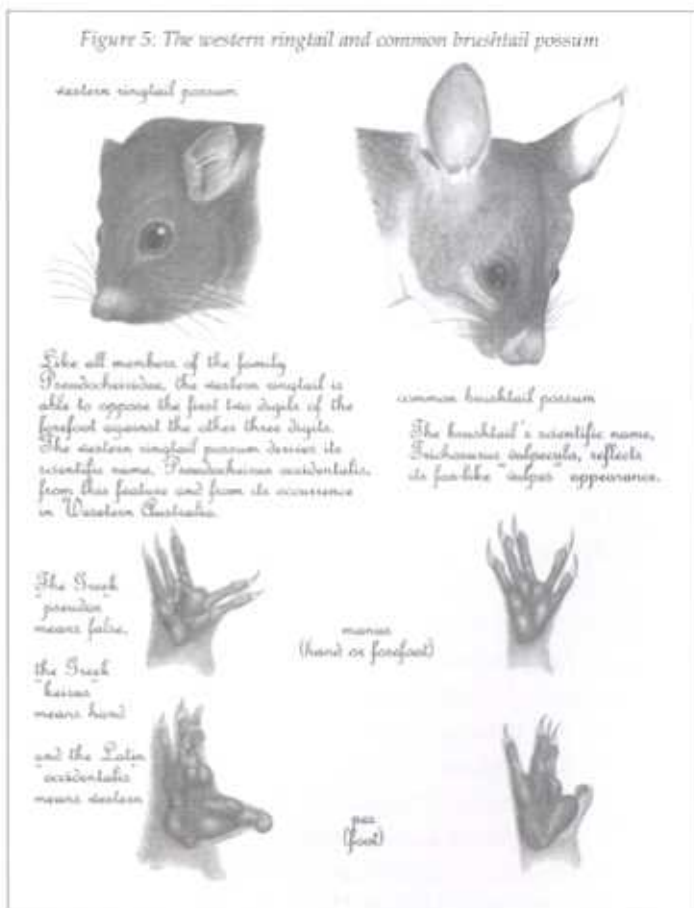 Figure 5: The western ringtail and common brushtail possum
western ringtail possum
Like all members of the family
Pseudocheiridae, the western ringtail is
able to oppose the first two digits of the
forefoot against the other three digits.
The western ringtail possum derives its
scientific name, Pseudocheirus occidentalis,
from this feature and from its occurrence
in Western Australia.
common brushtail possum
The brushtail's scientific name,
Trichosurus vulpecula, reflects
its fox-like "vulpes" appearance.
The Greek
"pseudos"
means false,
the Greek
"keiros"
means hand
and the Latin
"occidentalis"
means western
manus
(hand or forefoot)
pes
(foot)